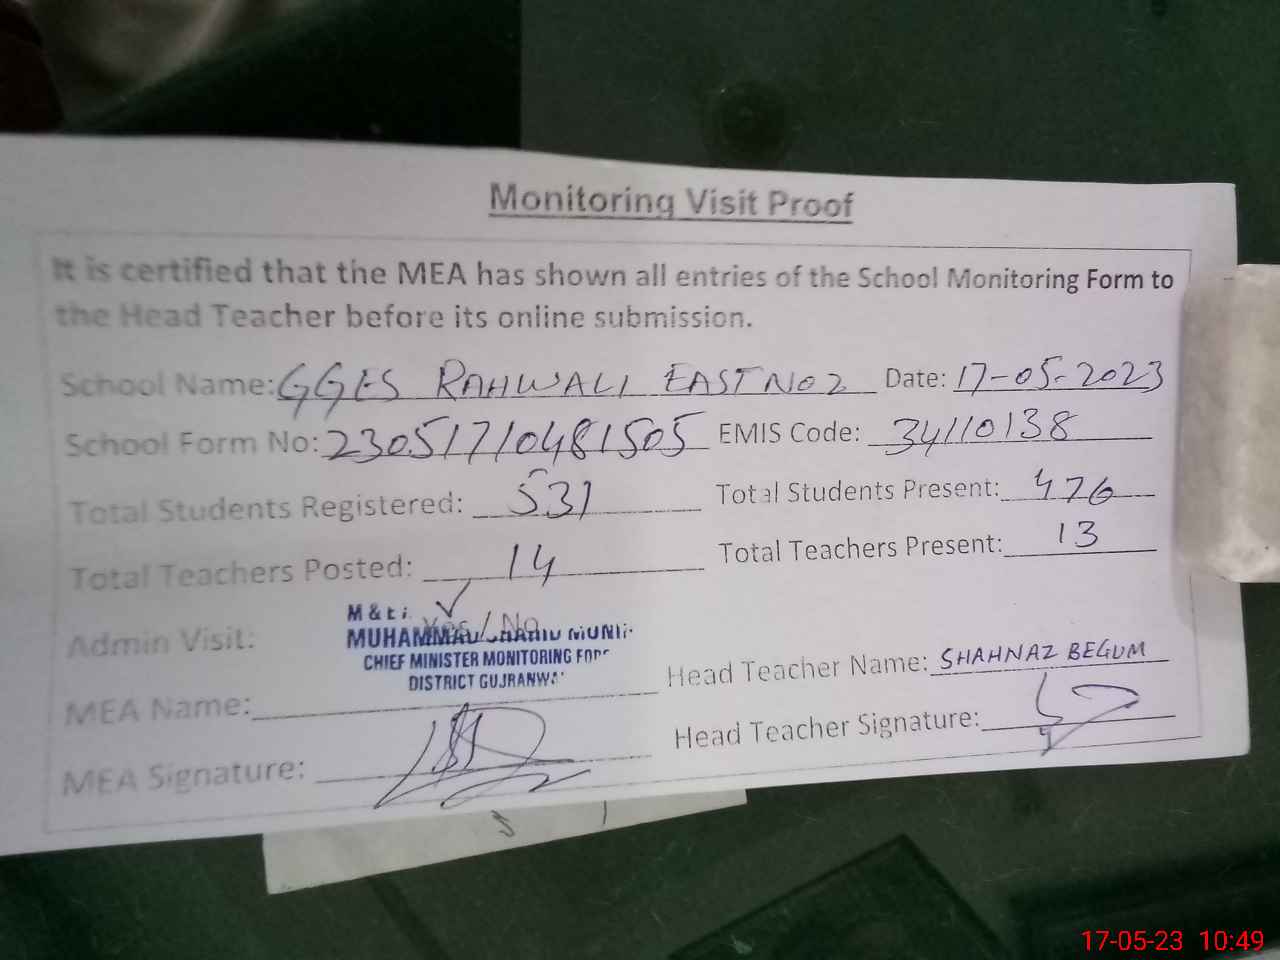 Monitoring Visit Proof
It is certified that the MEA has shown all entries of the School Monitoring Form to
the Head Teacher before its online submission.
School Name: GGES RAHWALI EAST No 2 Date: 17-05-2023
School Form No: 23051710481505 EMIS Code: 34110138
Total Students Registered: 531 Total Students Present: 476
Total Teachers Posted: 14 Total Teachers Present: 13
Admin Visit: Yes / No
MUHAMMAD
CHIEF MINISTER MONITORING
DISTRICT
MEA Name: Head Teacher Name: SHAHNAZ BEGUM
MEA Signature: Head Teacher Signature:
17-05-23 10:49